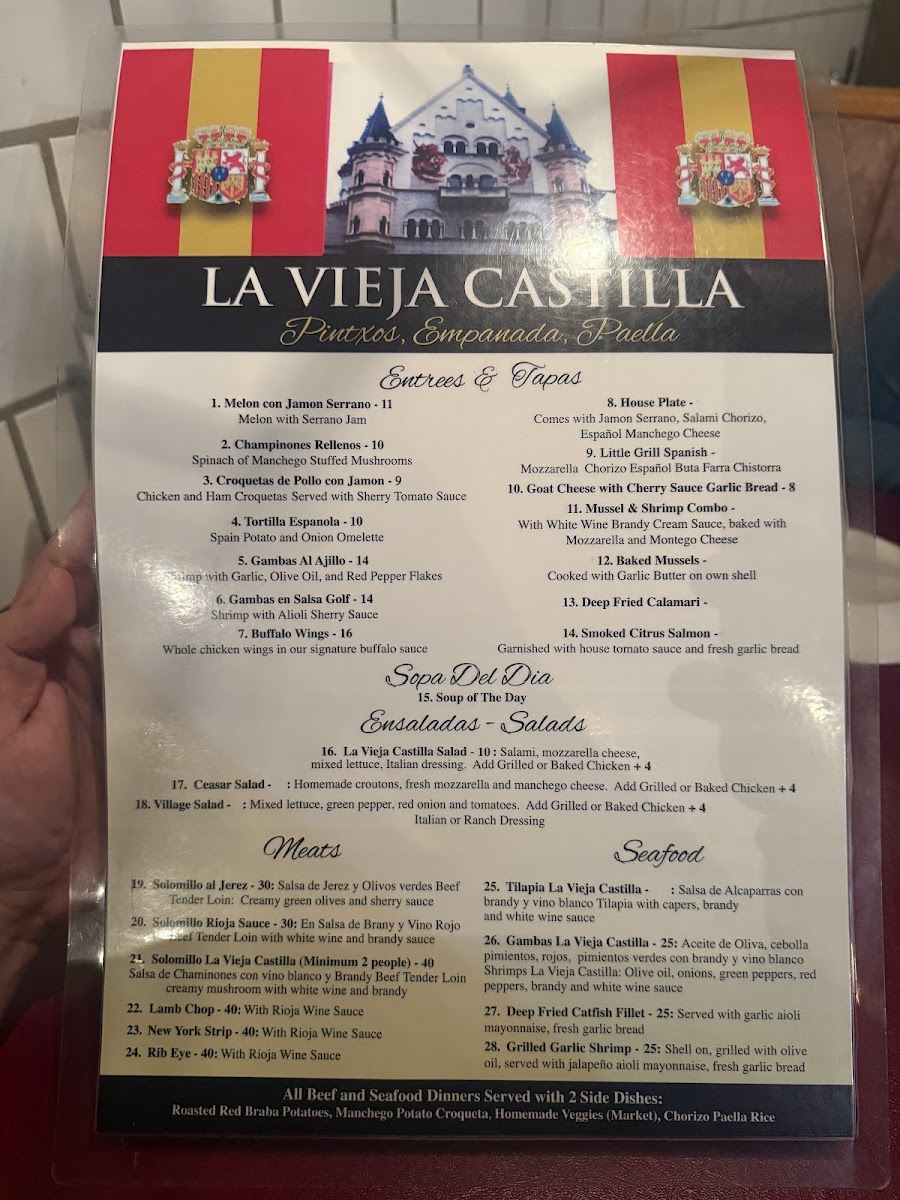 LA VIEJA CASTILLA
Pintxos, Empanada, Paella
Entrees & Tapas
1. Melon con Jamon Serrano - 11
Melon with Serrano Jam
2. Champinones Rellenos - 10
Spinach of Manchego Stuffed Mushrooms
3. Croquetas de Pollo con Jamon - 9
Chicken and Ham Croquetas Served with Sherry Tomato Sauce
4. Tortilla Espanola - 10
Spain Potato and Onion Omelette
5. Gambas Al Ajillo - 14
Shrimp with Garlic, Olive Oil, and Red Pepper Flakes
6. Gambas en Salsa Golf - 14
Shrimp with Alioli Sherry Sauce
7. Buffalo Wings - 16
Whole chicken wings in our signature buffalo sauce
8. House Plate -
Comes with Jamon Serrano, Salami Chorizo,
Español Manchego Cheese
9. Little Grill Spanish -
Mozzarella Chorizo Español Buta Farra Chistorra
10. Goat Cheese with Cherry Sauce Garlic Bread - 8
11. Mussel & Shrimp Combo -
With White Wine Brandy Cream Sauce, baked with
Mozzarella and Montego Cheese
12. Baked Mussels -
Cooked with Garlic Butter on own shell
13. Deep Fried Calamari -
14. Smoked Citrus Salmon -
Garnished with house tomato sauce and fresh garlic bread
Sopa Del Dia
15. Soup of The Day
Ensaladas - Salads
16. La Vieja Castilla Salad - 10 : Salami, mozzarella cheese,
mixed lettuce, Italian dressing. Add Grilled or Baked Chicken + 4
17. Ceasar Salad - : Homemade croutons, fresh mozzarella and manchego cheese. Add Grilled or Baked Chicken + 4
18. Village Salad - : Mixed lettuce, green pepper, red onion and tomatoes. Add Grilled or Baked Chicken + 4
Italian or Ranch Dressing
Meats
19. Solomillo al Jerez - 30: Salsa de Jerez y Olivos verdes Beef
Tender Loin: Creamy green olives and sherry sauce
20. Solomillo Rioja Sauce - 30: En Salsa de Brany y Vino Rojo
Beef Tender Loin with white wine and brandy sauce
21. Solomillo La Vieja Castilla (Minimum 2 people) - 40
Salsa de Chaminones con vino blanco y Brandy Beef Tender Loin
creamy mushroom with white wine and brandy
22. Lamb Chop - 40: With Rioja Wine Sauce
23. New York Strip - 40: With Rioja Wine Sauce
24. Rib Eye - 40: With Rioja Wine Sauce
Seafood
25. Tilapia La Vieja Castilla - : Salsa de Alcaparras con
brandy y vino blanco Tilapia with capers, brandy
and white wine sauce
26. Gambas La Vieja Castilla - 25: Aceite de Oliva, cebolla
pimientos, rojos, pimientos verdes con brandy y vino blanco
Shrimps La Vieja Castilla: Olive oil, onions, green peppers, red
peppers, brandy and white wine sauce
27. Deep Fried Catfish Fillet - 25: Served with garlic aioli
mayonnaise, fresh garlic bread
28. Grilled Garlic Shrimp - 25: Shell on, grilled with olive
oil, served with jalapeño aioli mayonnaise, fresh garlic bread
All Beef and Seafood Dinners Served with 2 Side Dishes:
Roasted Red Braba Potatoes, Manchego Potato Croqueta, Homemade Veggies (Market), Chorizo Paella Rice